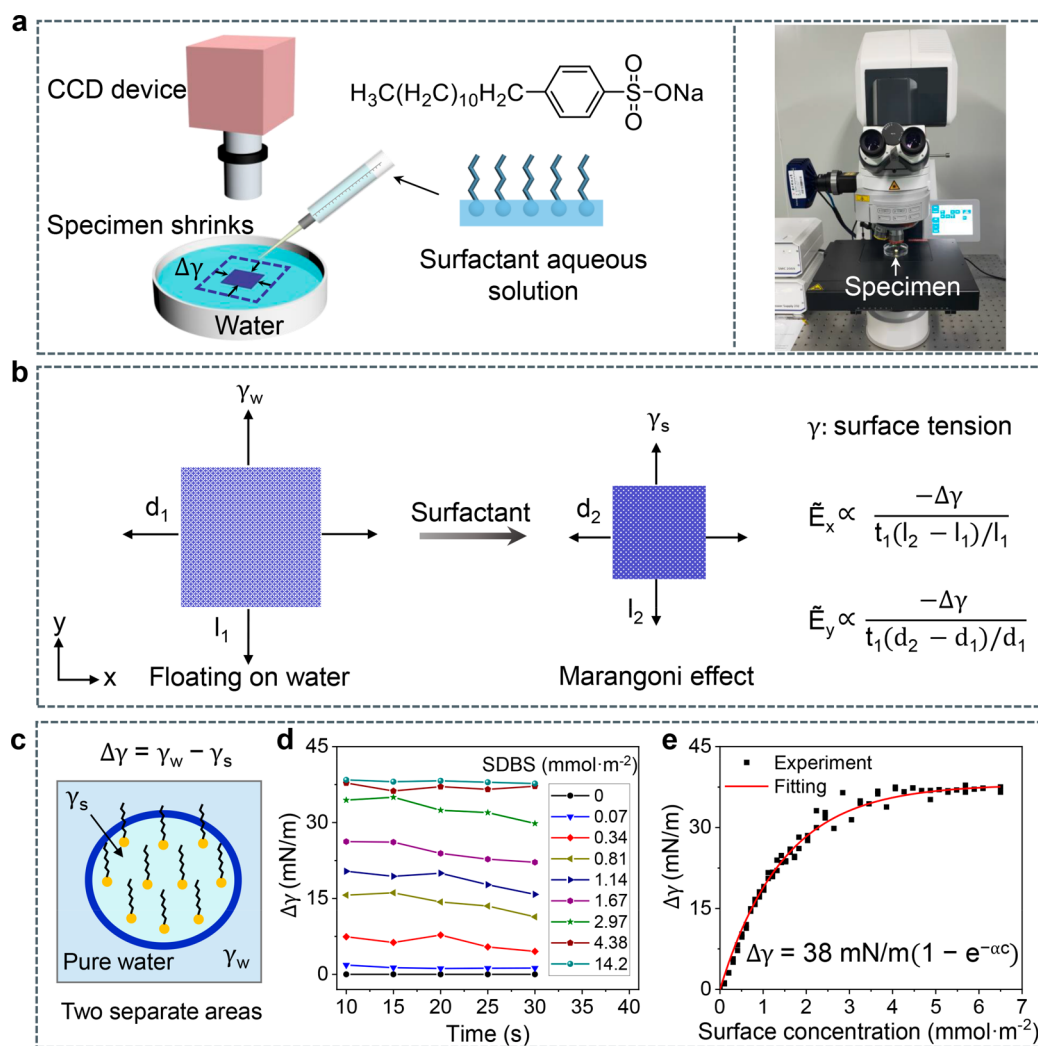 a
CCD device
H₃C(H₂C)₁₀H₂C
O
S
ONa
O
Specimen shrinks
Δγ
Water
Surfactant aqueous
solution
Specimen
b
γw
d₁
l₁
y
x
Floating on water
Surfactant
γs
d₂
l₂
Marangoni effect
γ: surface tension
Ẽx ∝ −Δγ / t₁(l₂ − l₁)/l₁
Ẽy ∝ −Δγ / t₁(d₂ − d₁)/d₁
c
Δγ = γw − γs
γs
Pure water
γw
Two separate areas
d
Δγ (mN/m)
45
30
15
0
SDBS (mmol·m⁻²)
0
0.07
0.34
0.81
1.14
1.67
2.97
4.38
14.2
10 15 20 25 30 35 40
Time (s)
e
Δγ (mN/m)
45
30
15
0
Experiment
Fitting
Δγ = 38 mN/m(1 − e⁻ᵅᶜ)
0 1 2 3 4 5 6 7
Surface concentration (mmol·m⁻²)